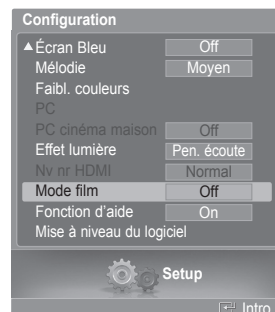 Configuration
▲Écran Bleu Off
Mélodie Moyen
Faibl. couleurs
PC
PC cinéma maison Off
Effet lumière Pen. écoute
Nv nr HDMI Normal
Mode film Off
Fonction d'aide On
Mise à niveau du logiciel
Setup
Intro